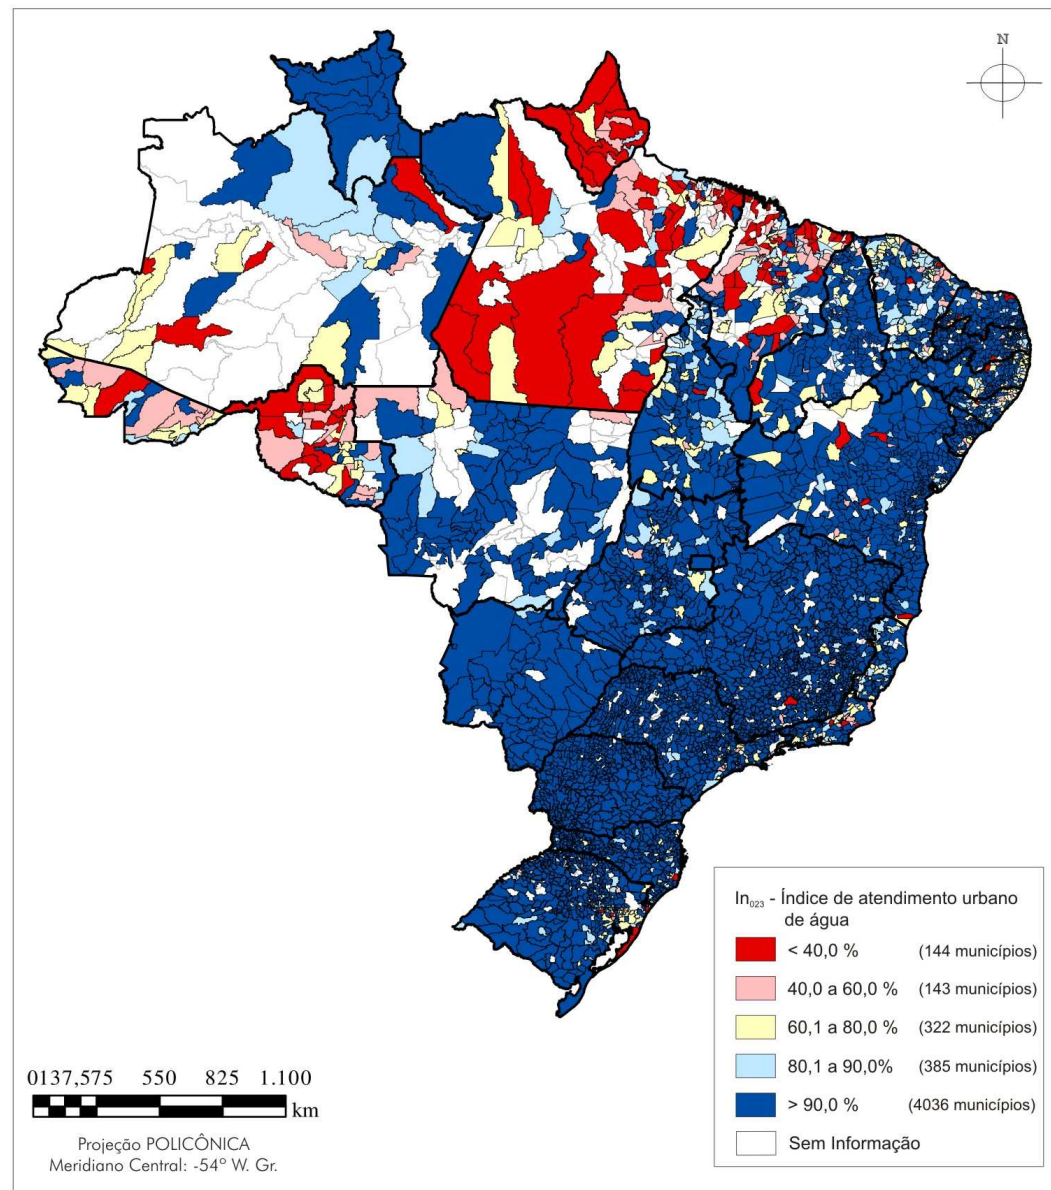 N
In023 - Índice de atendimento urbano
de água
< 40,0 % (144 municípios)
40,0 a 60,0 % (143 municípios)
60,1 a 80,0 % (322 municípios)
80,1 a 90,0% (385 municípios)
> 90,0 % (4036 municípios)
Sem Informação
0137,575 550 825 1.100
km
Projeção POLICÔNICA
Meridiano Central: -54º W. Gr.